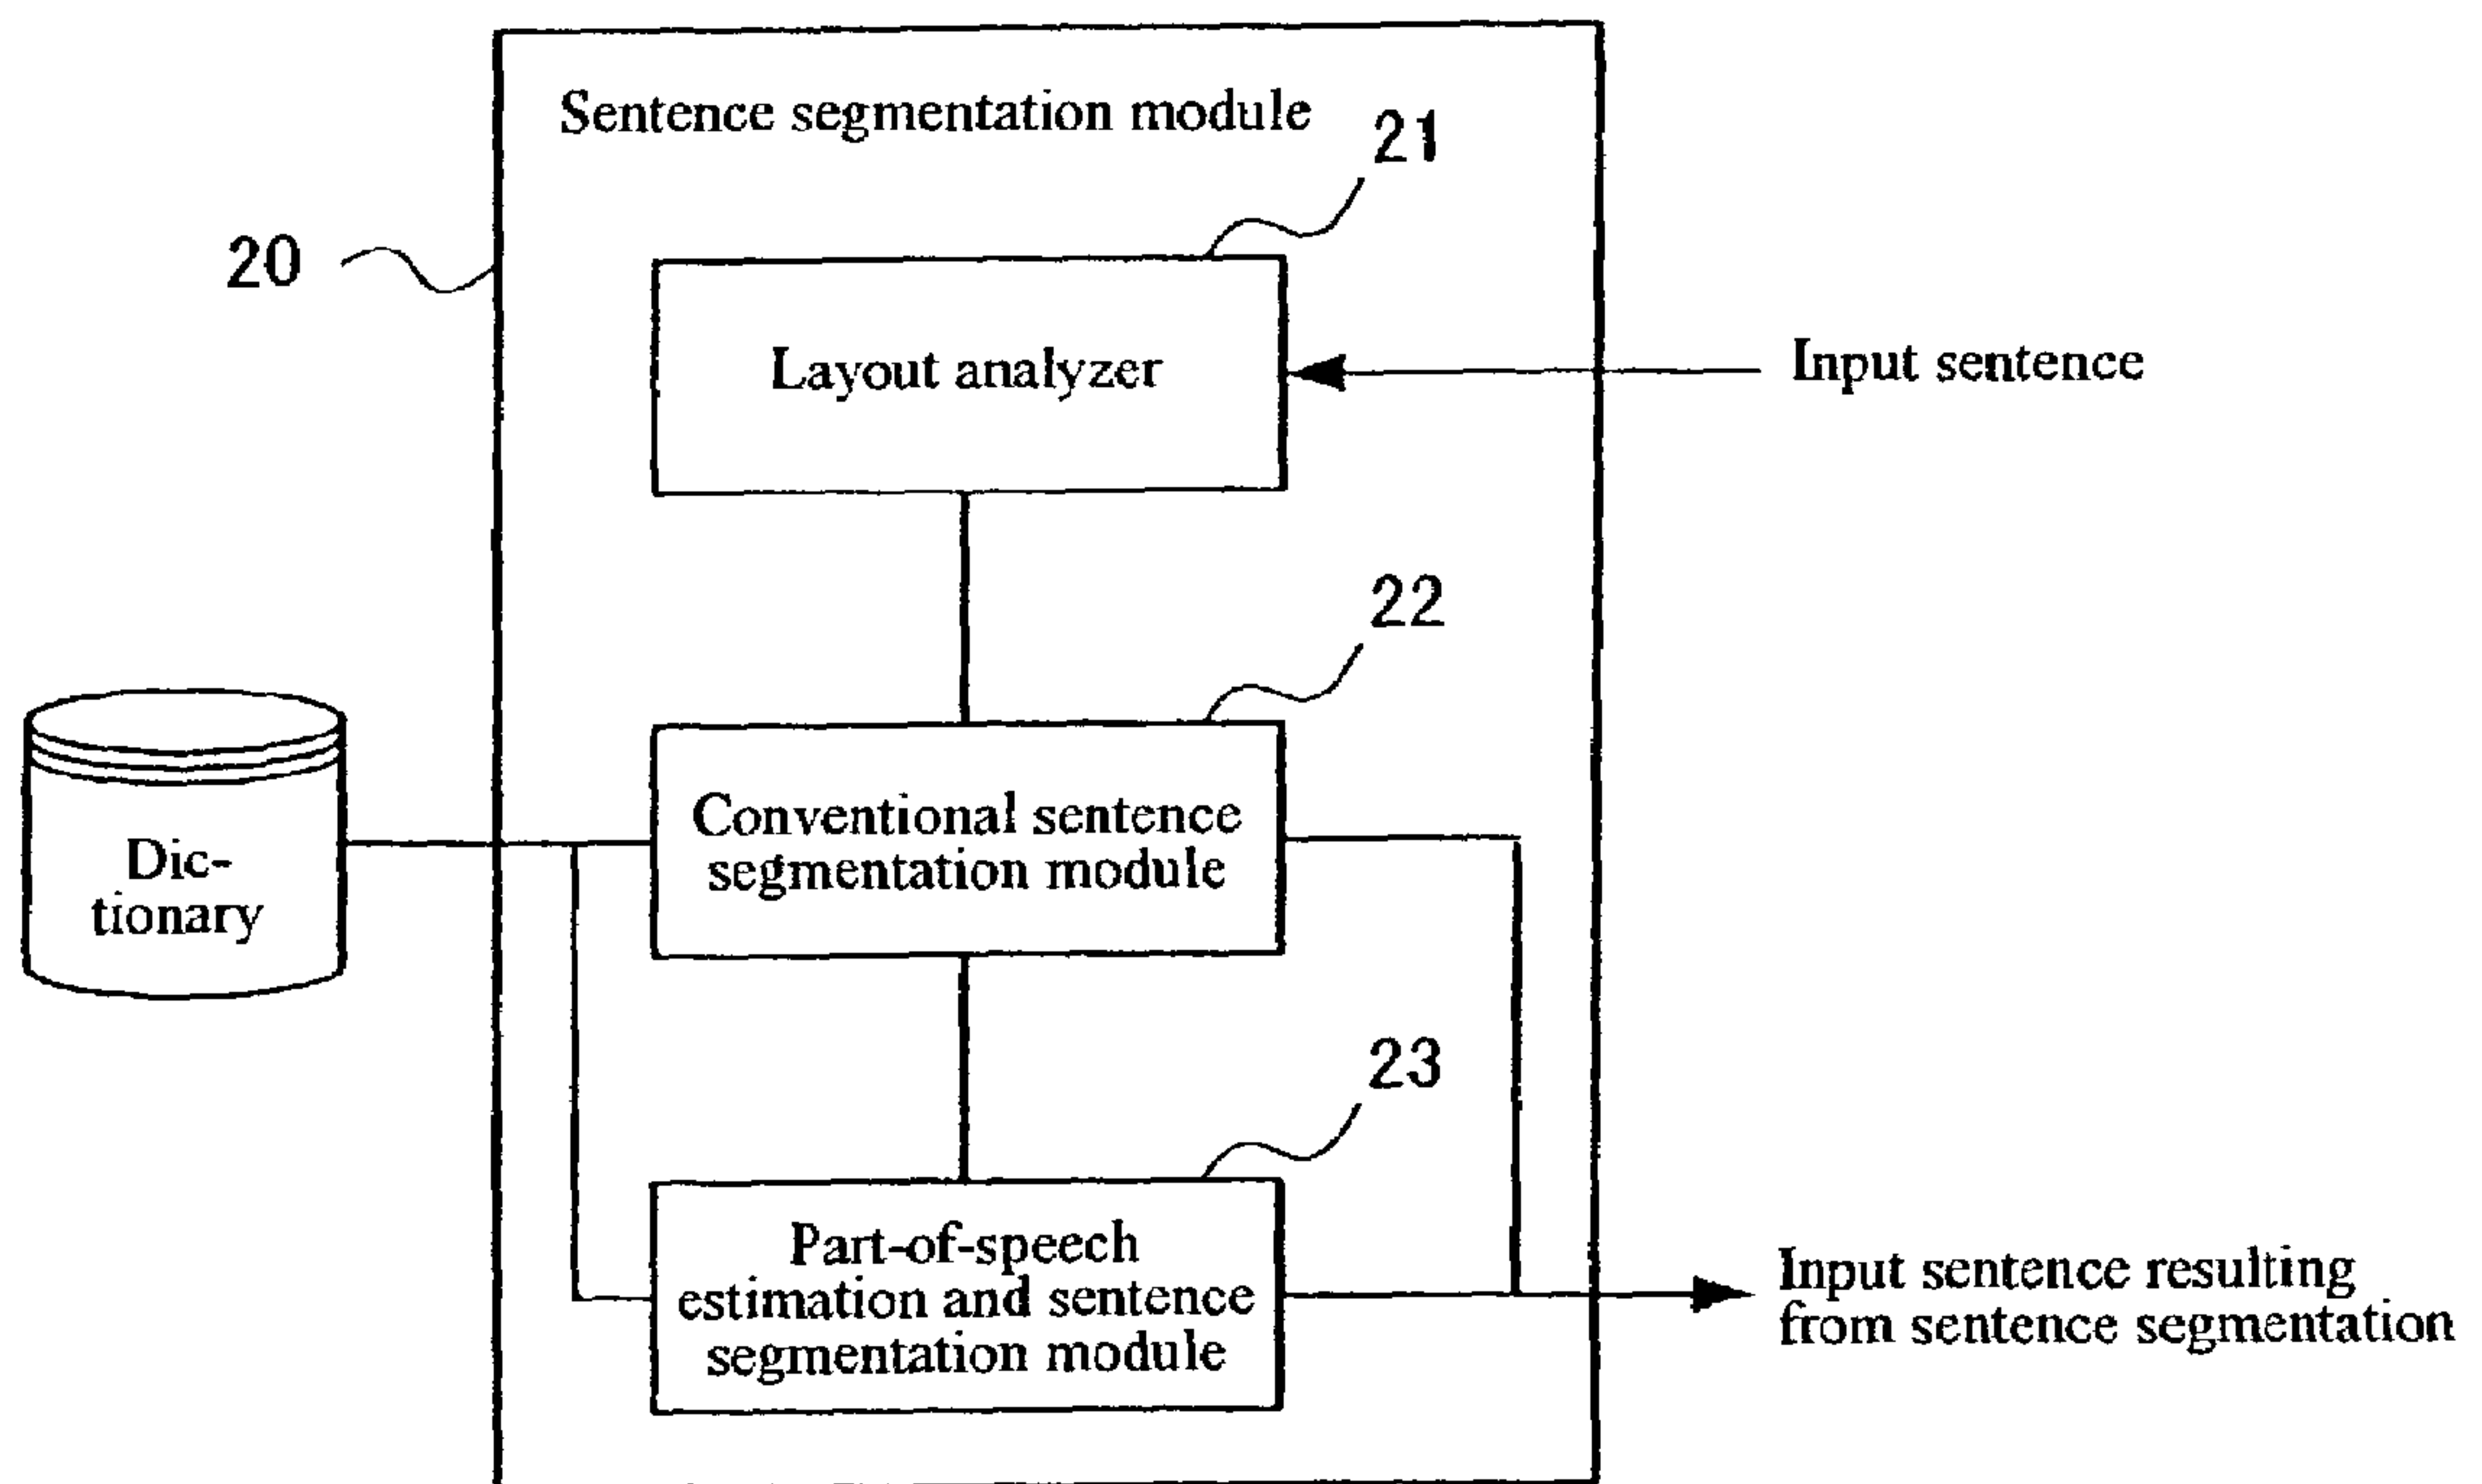 Sentence segmentation module
21
20
Layout analyzer
Input sentence
22
Dic-
tionary
Conventional sentence
segmentation module
23
Part-of-speech
estimation and sentence
segmentation module
Input sentence resulting
from sentence segmentation